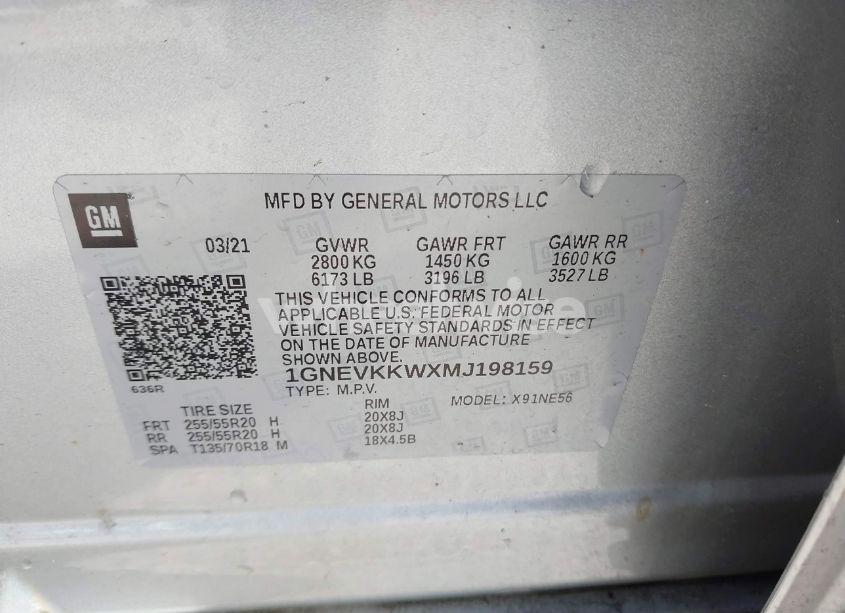 MFD BY GENERAL MOTORS LLC
GM
03/21 GVWR GAWR FRT GAWR RR
2800 KG 1450 KG 1600 KG
6173 LB 3196 LB 3527 LB
THIS VEHICLE CONFORMS TO ALL
APPLICABLE U.S. FEDERAL MOTOR
VEHICLE SAFETY STANDARDS IN EFFECT
ON THE DATE OF MANUFACTURE
SHOWN ABOVE.
1GNEVKKWXMJ198159
636R
TYPE: M.P.V. MODEL: X91NE56
TIRE SIZE RIM
FRT 255/55R20 H 20X8J
RR 255/55R20 H 20X8J
SPA T135/70R18 M 18X4.5B